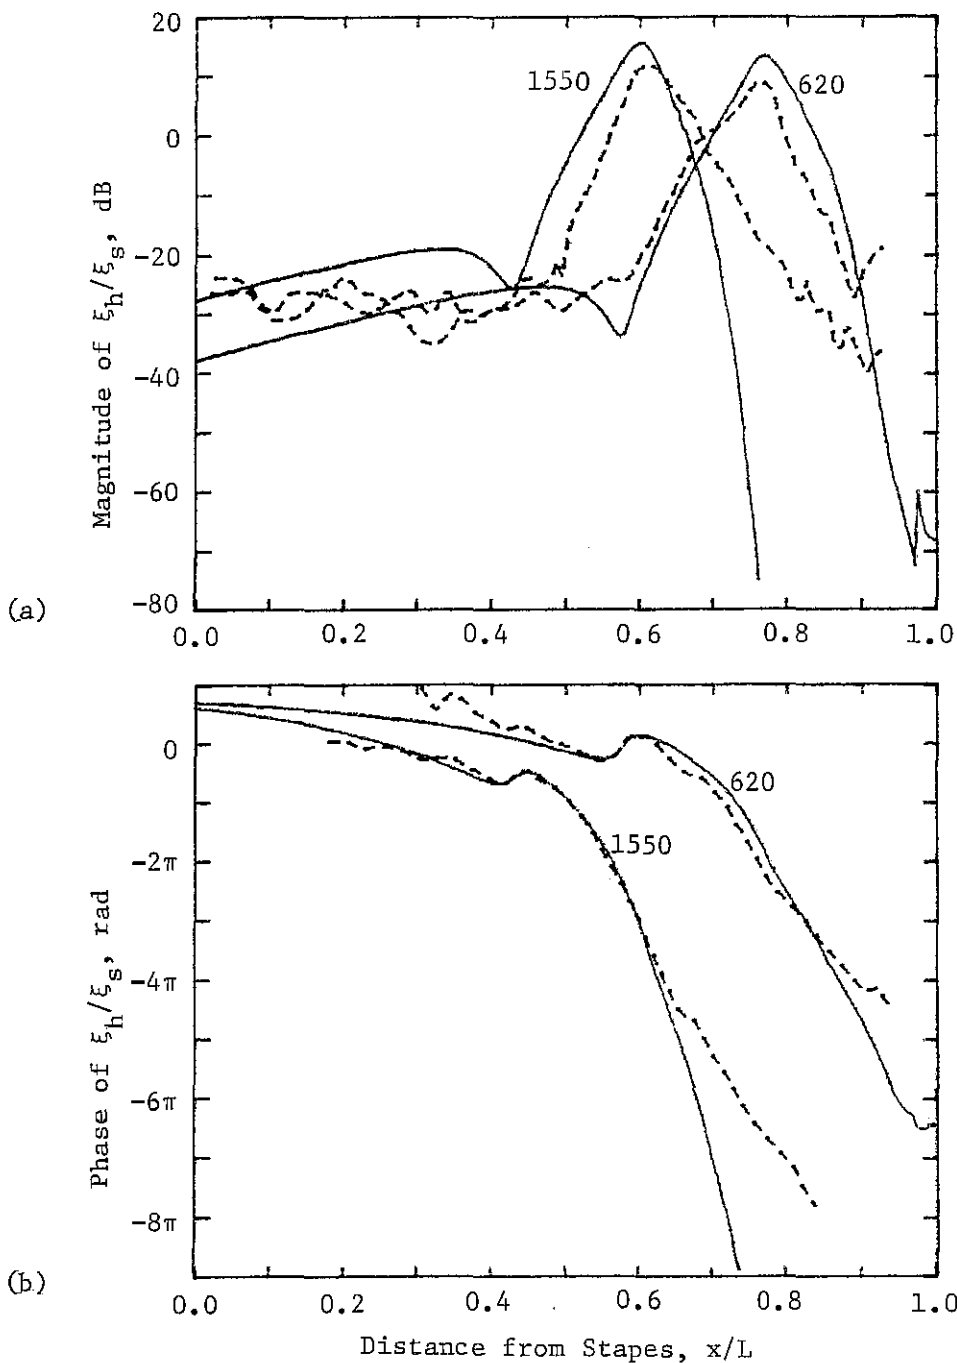 20
0
-20
-40
-60
-80
Magnitude of ξh/ξs, dB
1550
620
(a)
0.0 0.2 0.4 0.6 0.8 1.0
0
-2π
-4π
-6π
-8π
Phase of ξh/ξs, rad
620
1550
(b)
0.0 0.2 0.4 0.6 0.8 1.0
Distance from Stapes, x/L